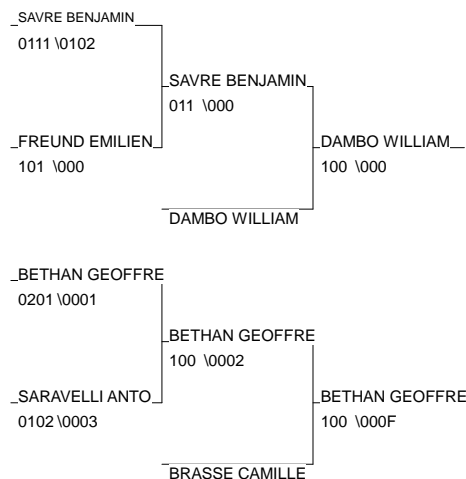 SAVRE BENJAMIN
0111 \0102
SAVRE BENJAMIN
011 \000
FREUND EMILIEN
101 \000
DAMBO WILLIAM
100 \000
DAMBO WILLIAM
BETHAN GEOFFRE
0201 \0001
BETHAN GEOFFRE
100 \0002
SARAVELLI ANTO
0102 \0003
BETHAN GEOFFRE
100 \000F
BRASSE CAMILLE